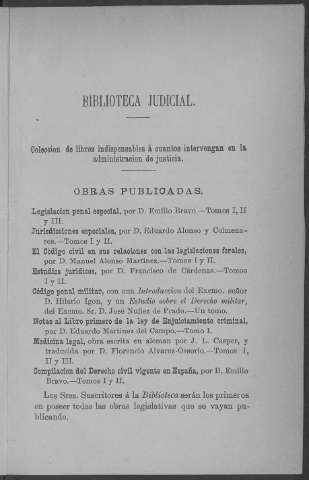 BIBLIOTECA JUDICIAL.
Coleccion de libros indispensables á cuantos intervengan en la
administracion de justicia.
OBRAS PUBLICADAS.
Legislacion penal especial, por D. Emilio Bravo.—Tomos I, II
y III.
Jurisdicciones especiales, por D. Eduardo Alonso y Colmena-
res.—Tomos I y II.
El Código civil en sus relaciones con las legislaciones forales,
por D. Manuel Alonso Martinez.—Tomos I y II.
Estudios jurídicos, por D. Francisco de Cárdenas.—Tomos
I y II.
Código penal militar, con una Introduccion del Excmo. señor
D. Hilario Igon, y un Estudio sobre el Derecho militar,
del Excmo. Sr. D. José Nuñez de Prado.—Un tomo.
Notas al Libro primero de la ley de Enjuiciamiento criminal,
por D. Eduardo Martinez del Campo.—Tomo I.
Medicina legal, obra escrita en aleman por J. L. Casper, y
traducida por D. Florencio Alvarez-Ossorio.—Tomos I,
II y III.
Compilacion del Derecho civil vigente en España, por D. Emilio
Bravo.—Tomos I y II.
Los Sres. Suscritores á la Biblioteca serán los primeros
en poseer todas las obras legislativas que se vayan pu-
blicando.